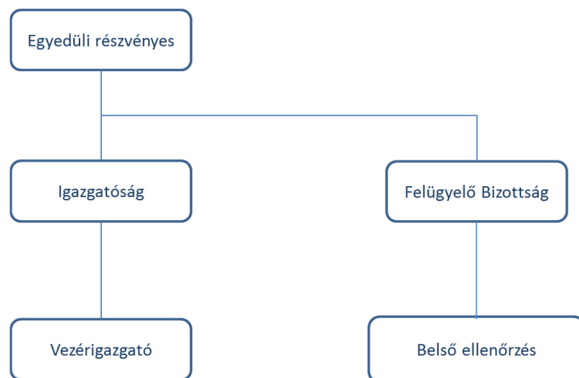 Egyedüli részvényes
Igazgatóság
Felügyelő Bizottság
Vezérigazgató
Belső ellenőrzés